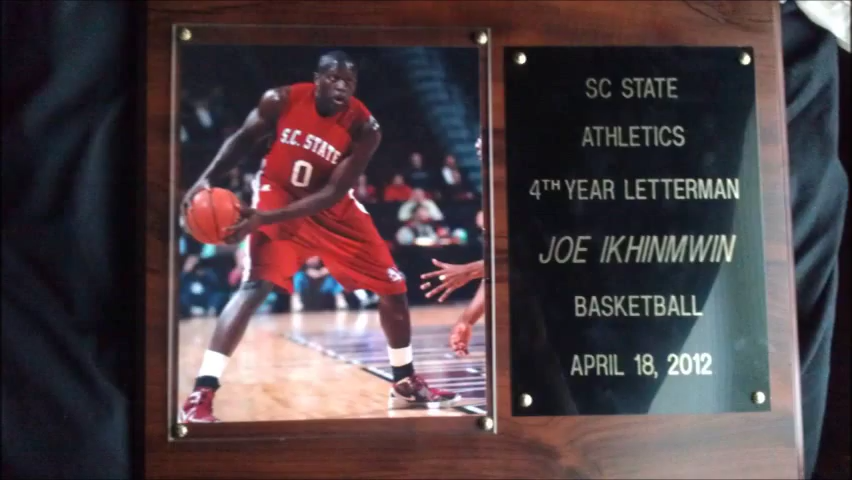 S.C. STATE
0
SC STATE
ATHLETICS
4TH YEAR LETTERMAN
JOE IKHINMWIN
BASKETBALL
APRIL 18, 2012